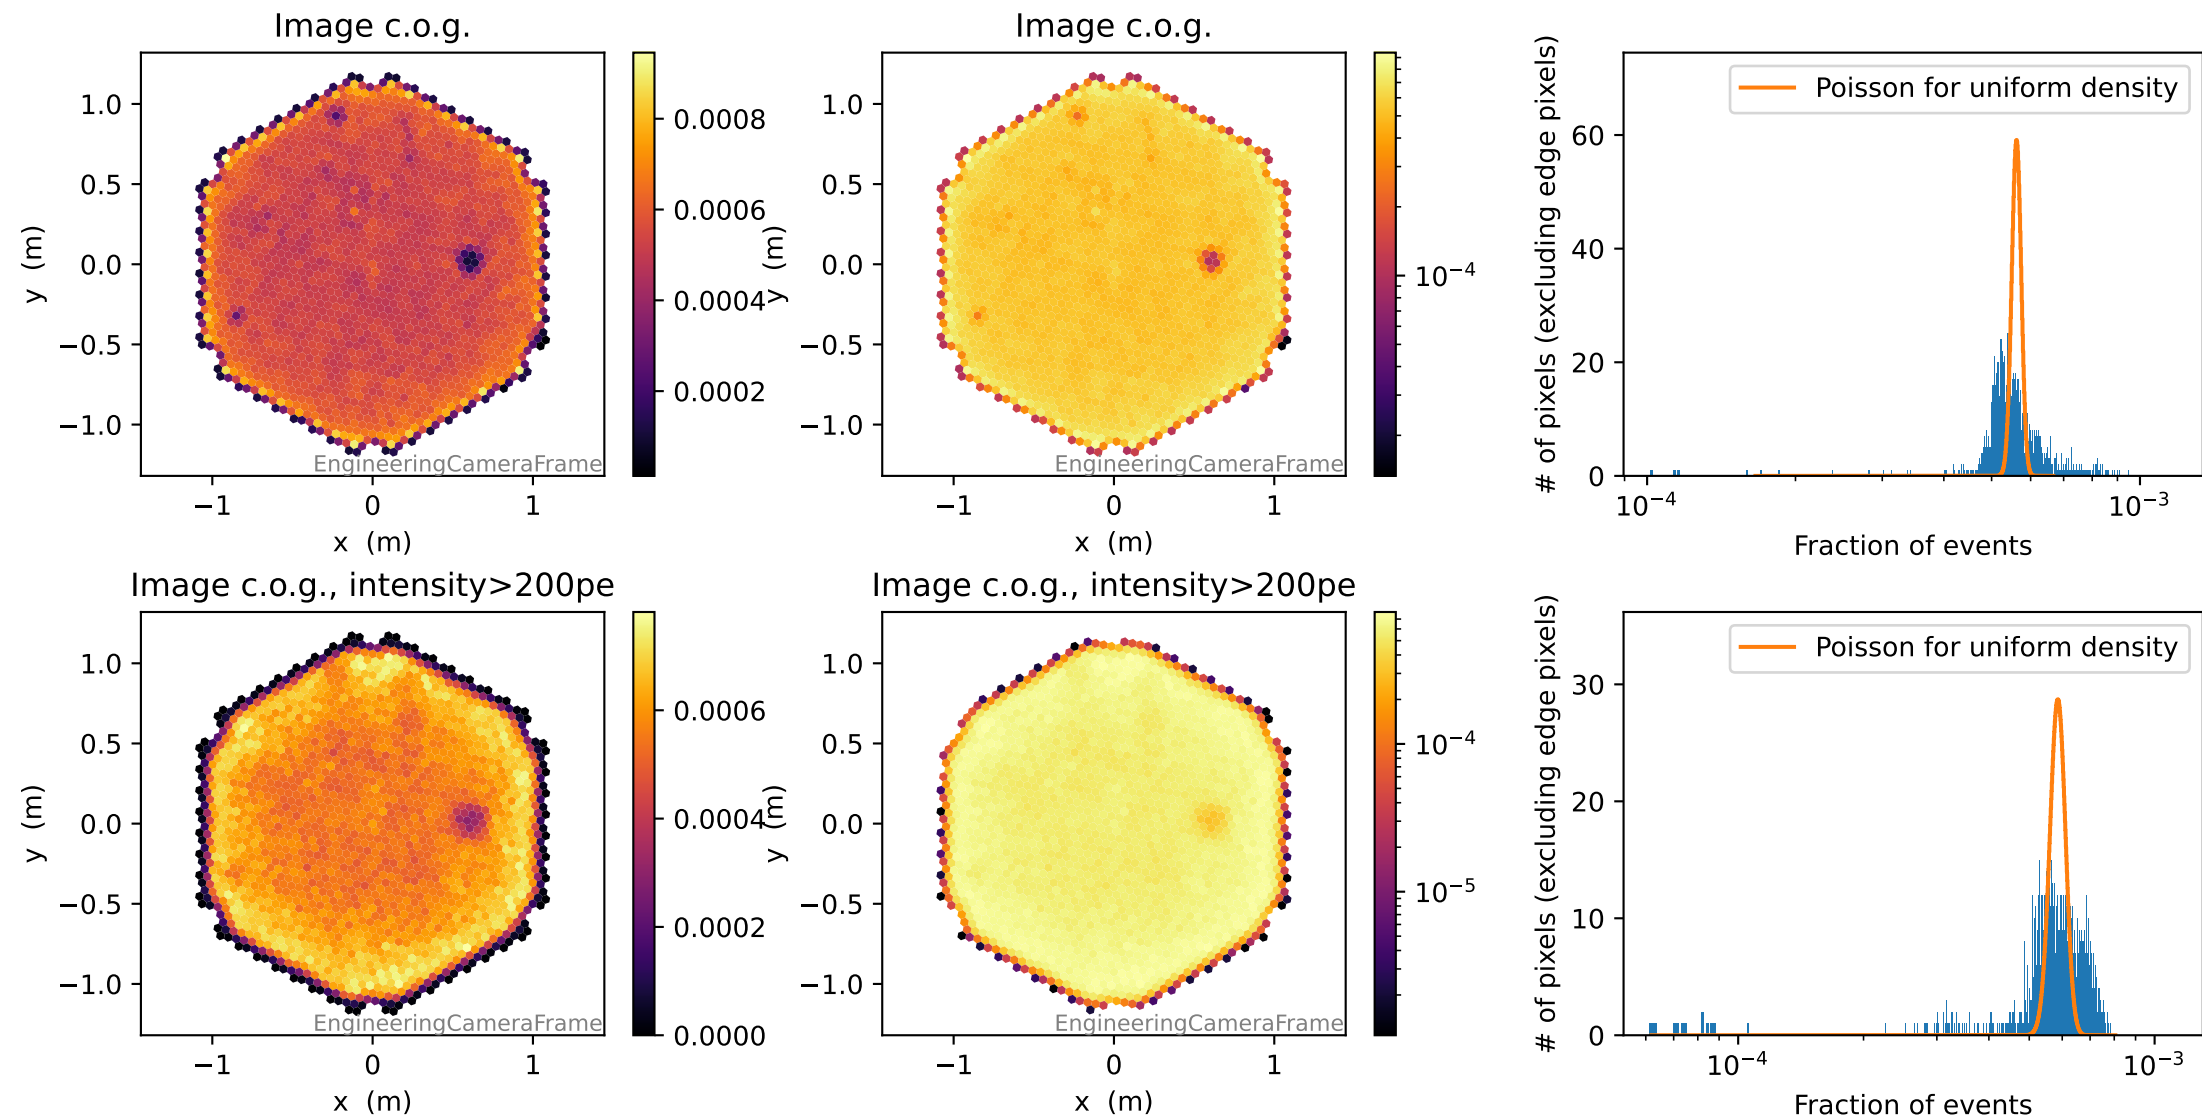 Image c.o.g.
1.0
0.5
0.0
−0.5
−1.0
y (m)
−1
0
1
x (m)
EngineeringCameraFrame
0.0008
0.0006
0.0004
0.0002
Image c.o.g.
1.0
0.5
0.0
−0.5
−1.0
y (m)
−1
0
1
x (m)
EngineeringCameraFrame
10⁻⁴
Poisson for uniform density
# of pixels (excluding edge pixels)
60
40
20
0
10⁻⁴
10⁻³
Fraction of events
Image c.o.g., intensity>200pe
1.0
0.5
0.0
−0.5
−1.0
y (m)
−1
0
1
x (m)
EngineeringCameraFrame
0.0006
0.0004
0.0002
0.0000
Image c.o.g., intensity>200pe
1.0
0.5
0.0
−0.5
−1.0
y (m)
−1
0
1
x (m)
EngineeringCameraFrame
10⁻⁴
10⁻⁵
Poisson for uniform density
# of pixels (excluding edge pixels)
30
20
10
0
10⁻⁴
10⁻³
Fraction of events